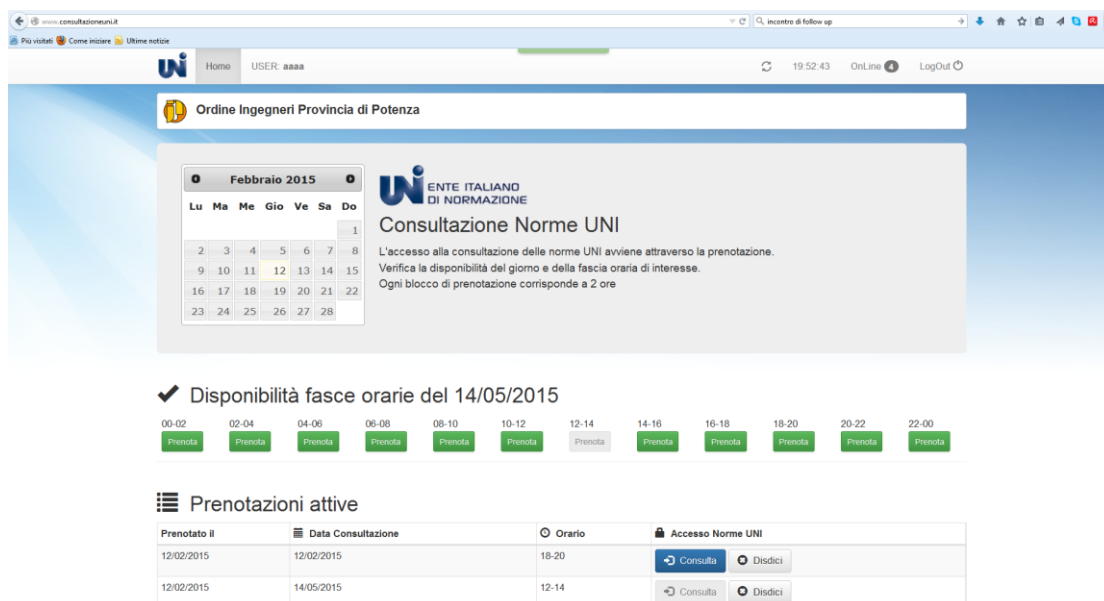 www.consultazioneuni.it
incontro di follow up
Più visitati Come iniziare Ultime notizie
UNI Home USER: aaaa 19:52:43 OnLine 4 LogOut
Ordine Ingegneri Provincia di Potenza
Febbraio 2015
Lu Ma Me Gio Ve Sa Do
1
2 3 4 5 6 7 8
9 10 11 12 13 14 15
16 17 18 19 20 21 22
23 24 25 26 27 28
UNI ENTE ITALIANO
DI NORMAZIONE
Consultazione Norme UNI
L'accesso alla consultazione delle norme UNI avviene attraverso la prenotazione.
Verifica la disponibilità del giorno e della fascia oraria di interesse.
Ogni blocco di prenotazione corrisponde a 2 ore
Disponibilità fasce orarie del 14/05/2015
00-02 02-04 04-06 06-08 08-10 10-12 12-14 14-16 16-18 18-20 20-22 22-00
Prenota Prenota Prenota Prenota Prenota Prenota Prenota Prenota Prenota Prenota Prenota Prenota
Prenotazioni attive
Prenotato il Data Consultazione Orario Accesso Norme UNI
12/02/2015 12/02/2015 18-20 Consulta Disdici
12/02/2015 14/05/2015 12-14 Consulta Disdici